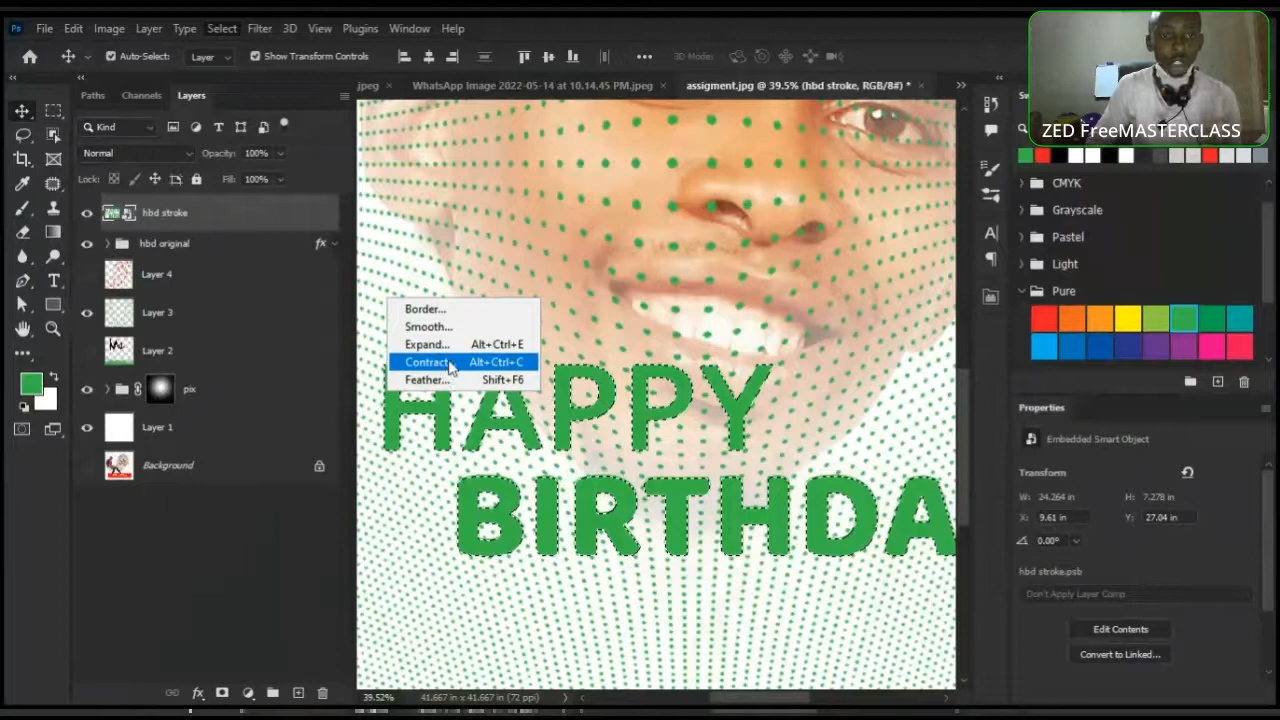 Ps File Edit Image Layer Type Select Filter 3D View Plugins Window Help
Auto-Select: Layer Show Transform Controls 3D Mode:
ZED FreeMASTERCLASS
jpeg × WhatsApp Image 2022-05-14 at 10.14.45 PM.jpeg × assigment.jpg @ 39.5% (hbd stroke, RGB/8#) * ×
Paths Channels Layers
Kind
Normal Opacity: 100%
Lock: Fill: 100%
hbd stroke
hbd original fx
Layer 4
Layer 3
Layer 2
pix
Layer 1
Background
Border...
Smooth...
Expand... Alt+Ctrl+E
Contract Alt+Ctrl+C
Feather... Shift+F6
HAPPY
BIRTHDA
39.52% 41.667 in x 41.667 in (72 ppi)
CMYK
Grayscale
Pastel
Light
Pure
Properties
Embedded Smart Object
Transform
W: 24.264 in H: 7.278 in
X: 9.61 in Y: 27.04 in
0.00°
hbd stroke.psb
Don't Apply Layer Comp
Edit Contents
Convert to Linked...